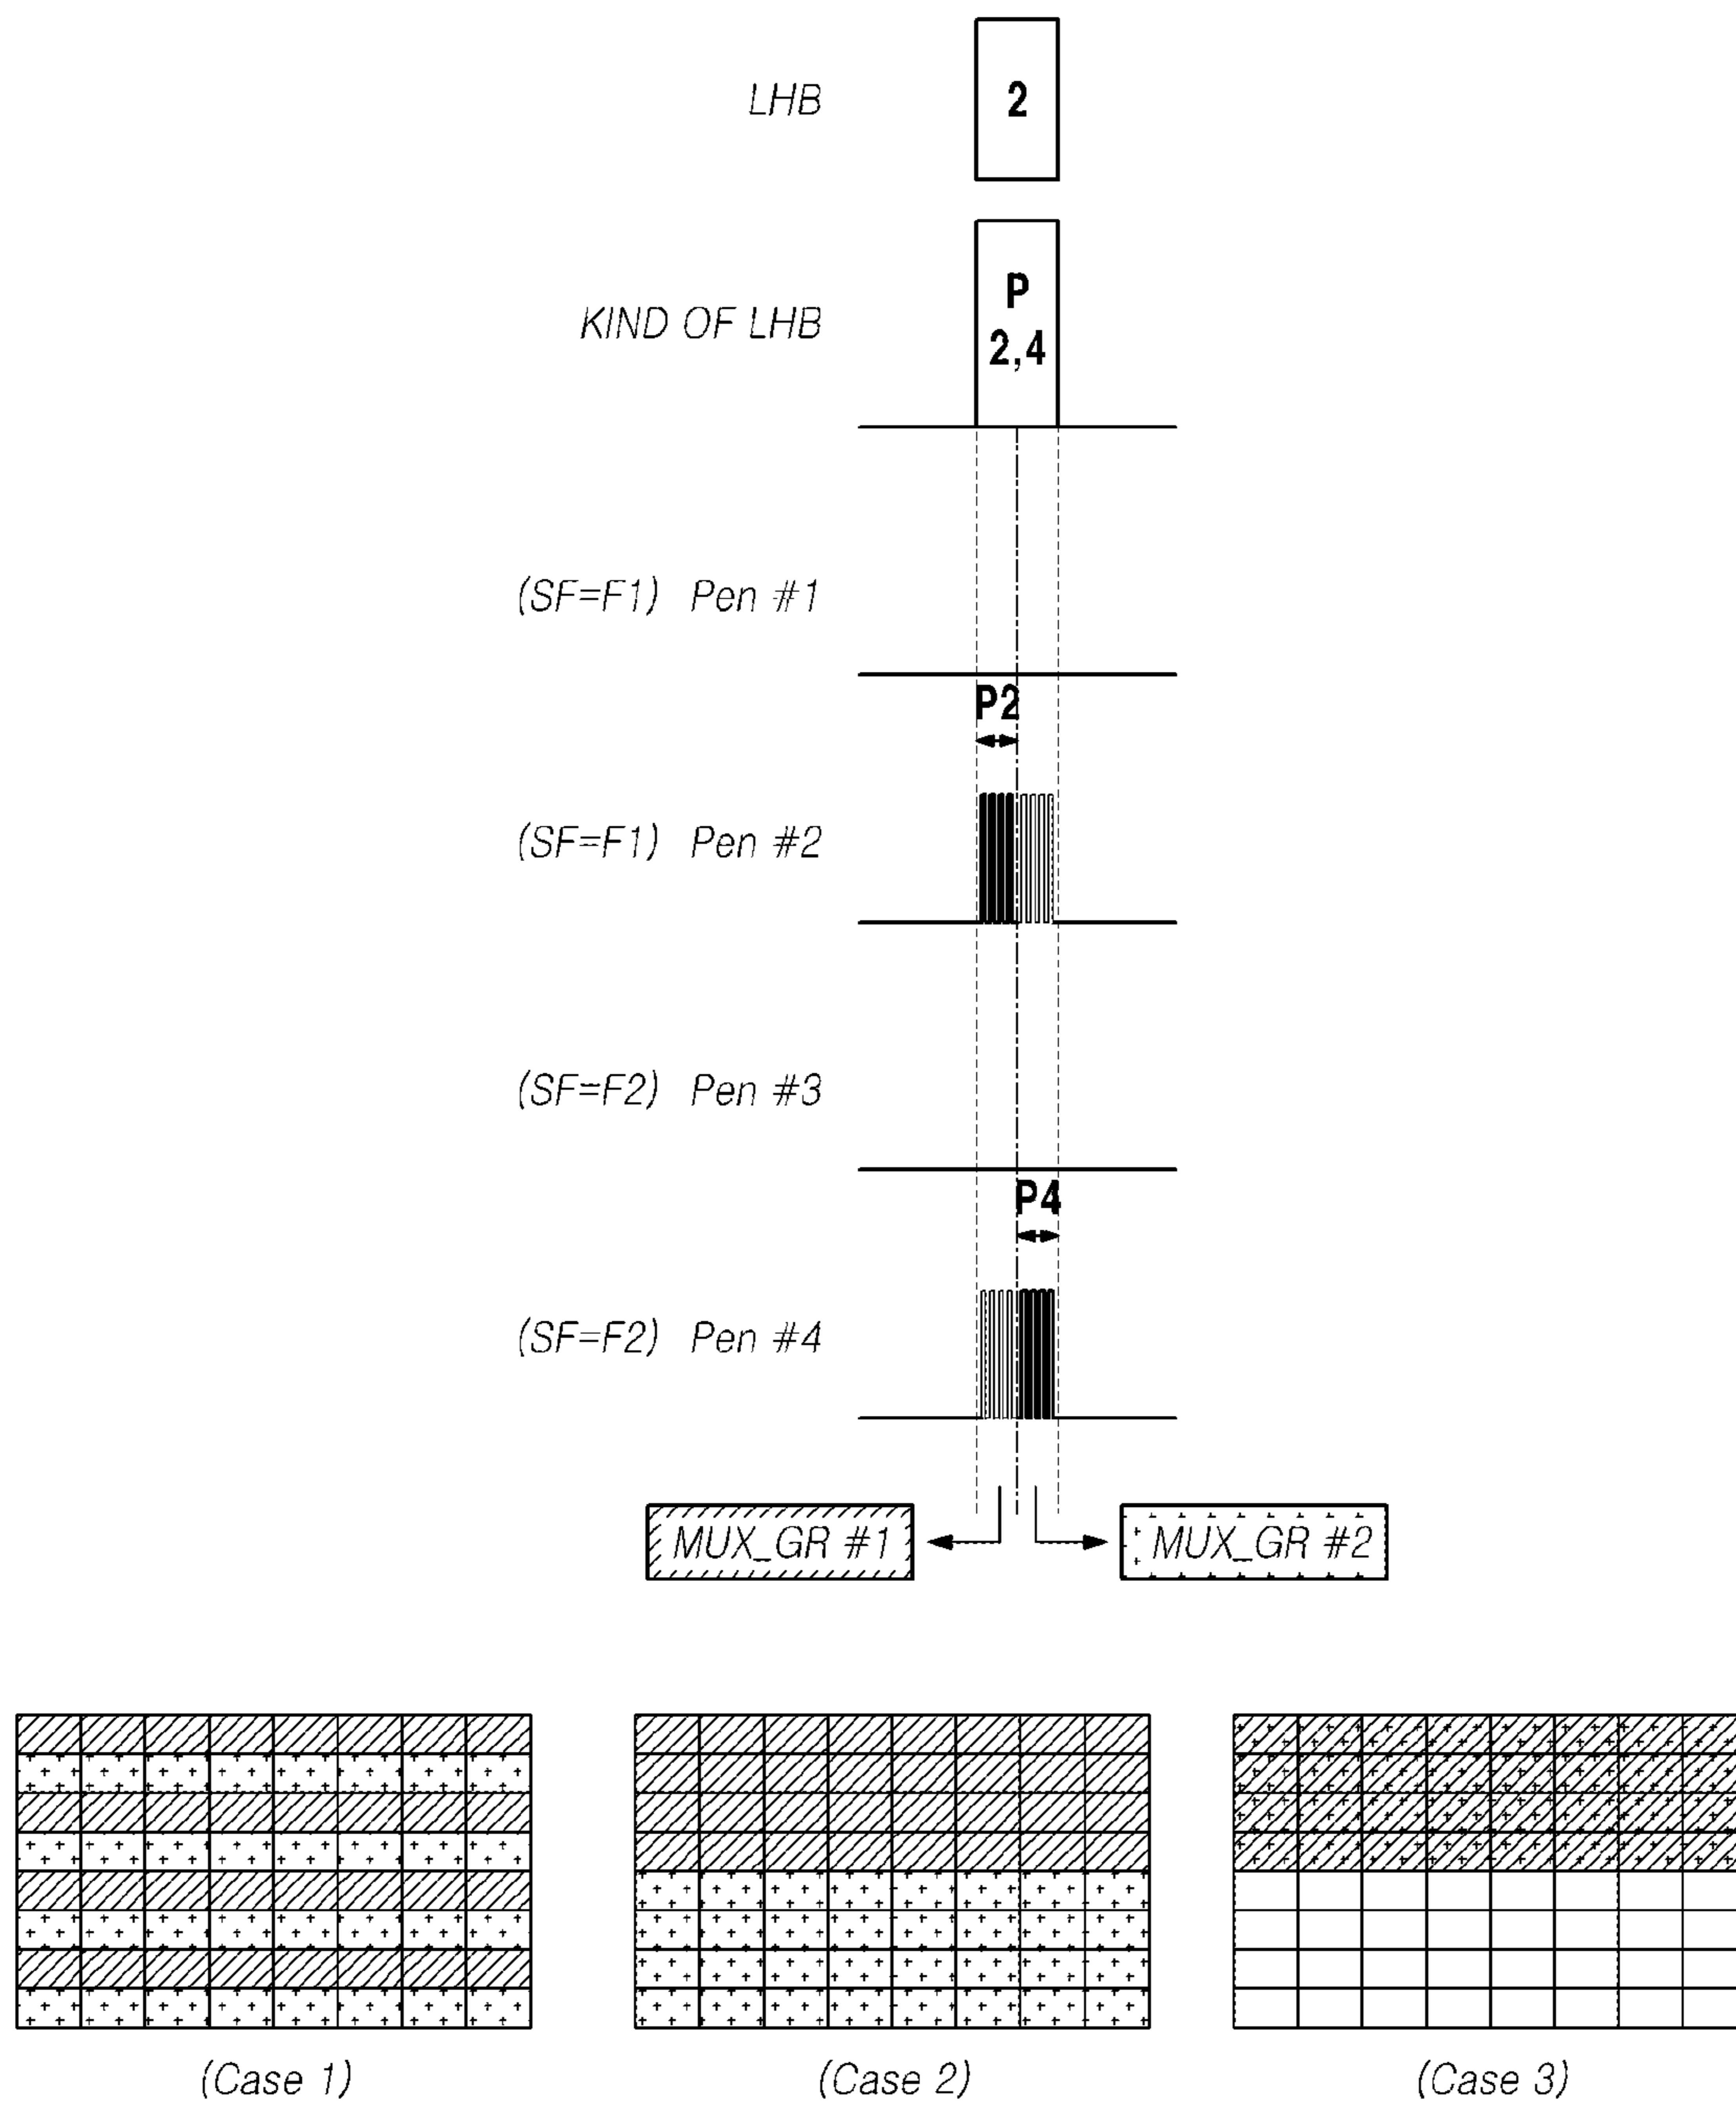 LHB 2
KIND OF LHB P
2,4
(SF=F1) Pen #1
P2
(SF=F1) Pen #2
(SF=F2) Pen #3
P4
(SF=F2) Pen #4
MUX_GR #1 MUX_GR #2
(Case 1) (Case 2) (Case 3)